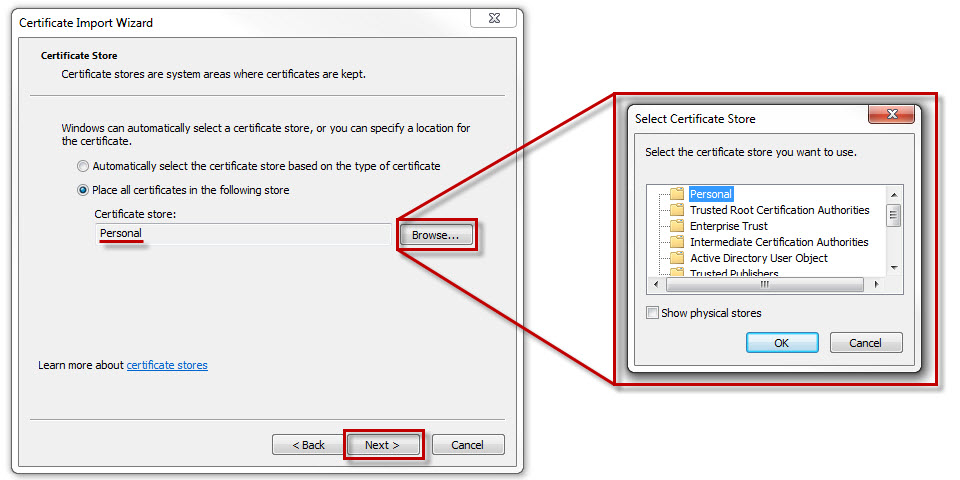 Certificate Import Wizard
Certificate Store
Certificate stores are system areas where certificates are kept.
Windows can automatically select a certificate store, or you can specify a location for
the certificate.
Automatically select the certificate store based on the type of certificate
Place all certificates in the following store
Certificate store:
Personal
Browse...
Learn more about certificate stores
< Back
Next >
Cancel
Select Certificate Store
Select the certificate store you want to use.
Personal
Trusted Root Certification Authorities
Enterprise Trust
Intermediate Certification Authorities
Active Directory User Object
Trusted Publishers
Show physical stores
OK
Cancel